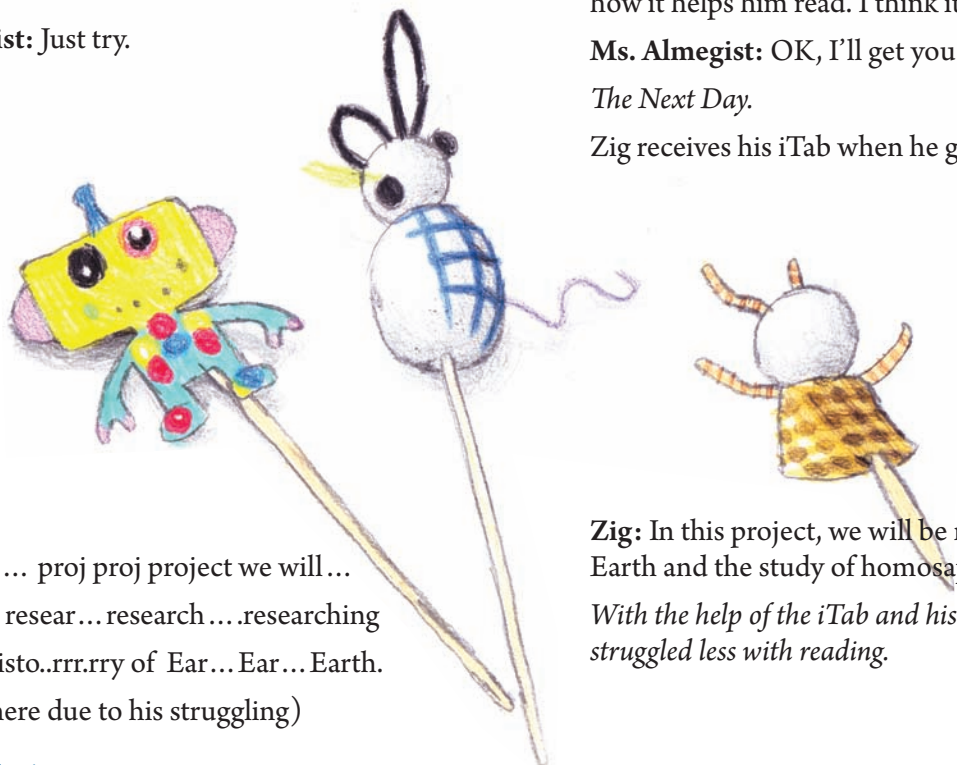 ist: Just try.
… proj proj project we will…
resear…research….researching
isto..rrr.rry of Ear…Ear…Earth.
here due to his struggling)
how it helps him read. I think it
Ms. Almegist: OK, I’ll get you
The Next Day.
Zig receives his iTab when he g
Zig: In this project, we will be
Earth and the study of homosap
With the help of the iTab and his
struggled less with reading.